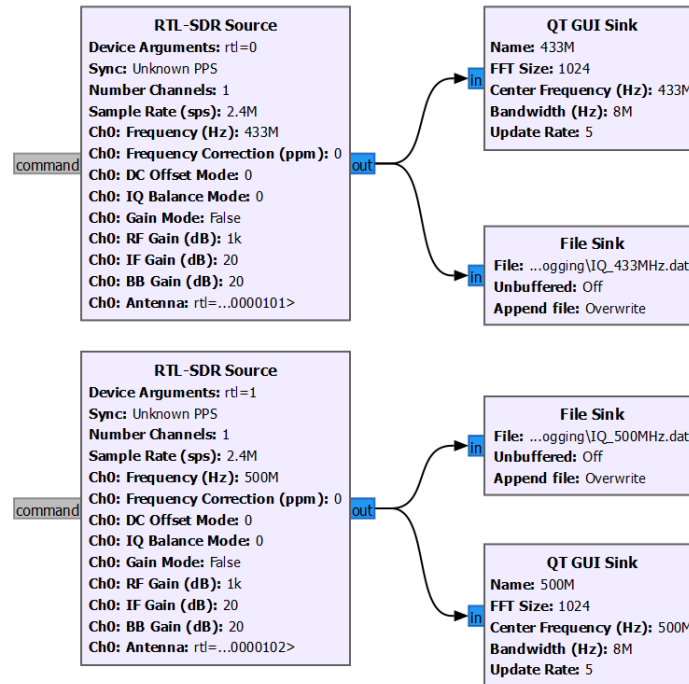 RTL-SDR Source
Device Arguments: rtl=0
Sync: Unknown PPS
Number Channels: 1
Sample Rate (sps): 2.4M
Ch0: Frequency (Hz): 433M
Ch0: Frequency Correction (ppm): 0
Ch0: DC Offset Mode: 0
Ch0: IQ Balance Mode: 0
Ch0: Gain Mode: False
Ch0: RF Gain (dB): 1k
Ch0: IF Gain (dB): 20
Ch0: BB Gain (dB): 20
Ch0: Antenna: rtl=...0000101>
command
out
in
QT GUI Sink
Name: 433M
FFT Size: 1024
Center Frequency (Hz): 433M
Bandwidth (Hz): 8M
Update Rate: 5
in
File Sink
File: ...ogging\IQ_433MHz.dat
Unbuffered: Off
Append file: Overwrite
RTL-SDR Source
Device Arguments: rtl=1
Sync: Unknown PPS
Number Channels: 1
Sample Rate (sps): 2.4M
Ch0: Frequency (Hz): 500M
Ch0: Frequency Correction (ppm): 0
Ch0: DC Offset Mode: 0
Ch0: IQ Balance Mode: 0
Ch0: Gain Mode: False
Ch0: RF Gain (dB): 1k
Ch0: IF Gain (dB): 20
Ch0: BB Gain (dB): 20
Ch0: Antenna: rtl=...0000102>
command
out
in
File Sink
File: ...ogging\IQ_500MHz.dat
Unbuffered: Off
Append file: Overwrite
in
QT GUI Sink
Name: 500M
FFT Size: 1024
Center Frequency (Hz): 500M
Bandwidth (Hz): 8M
Update Rate: 5